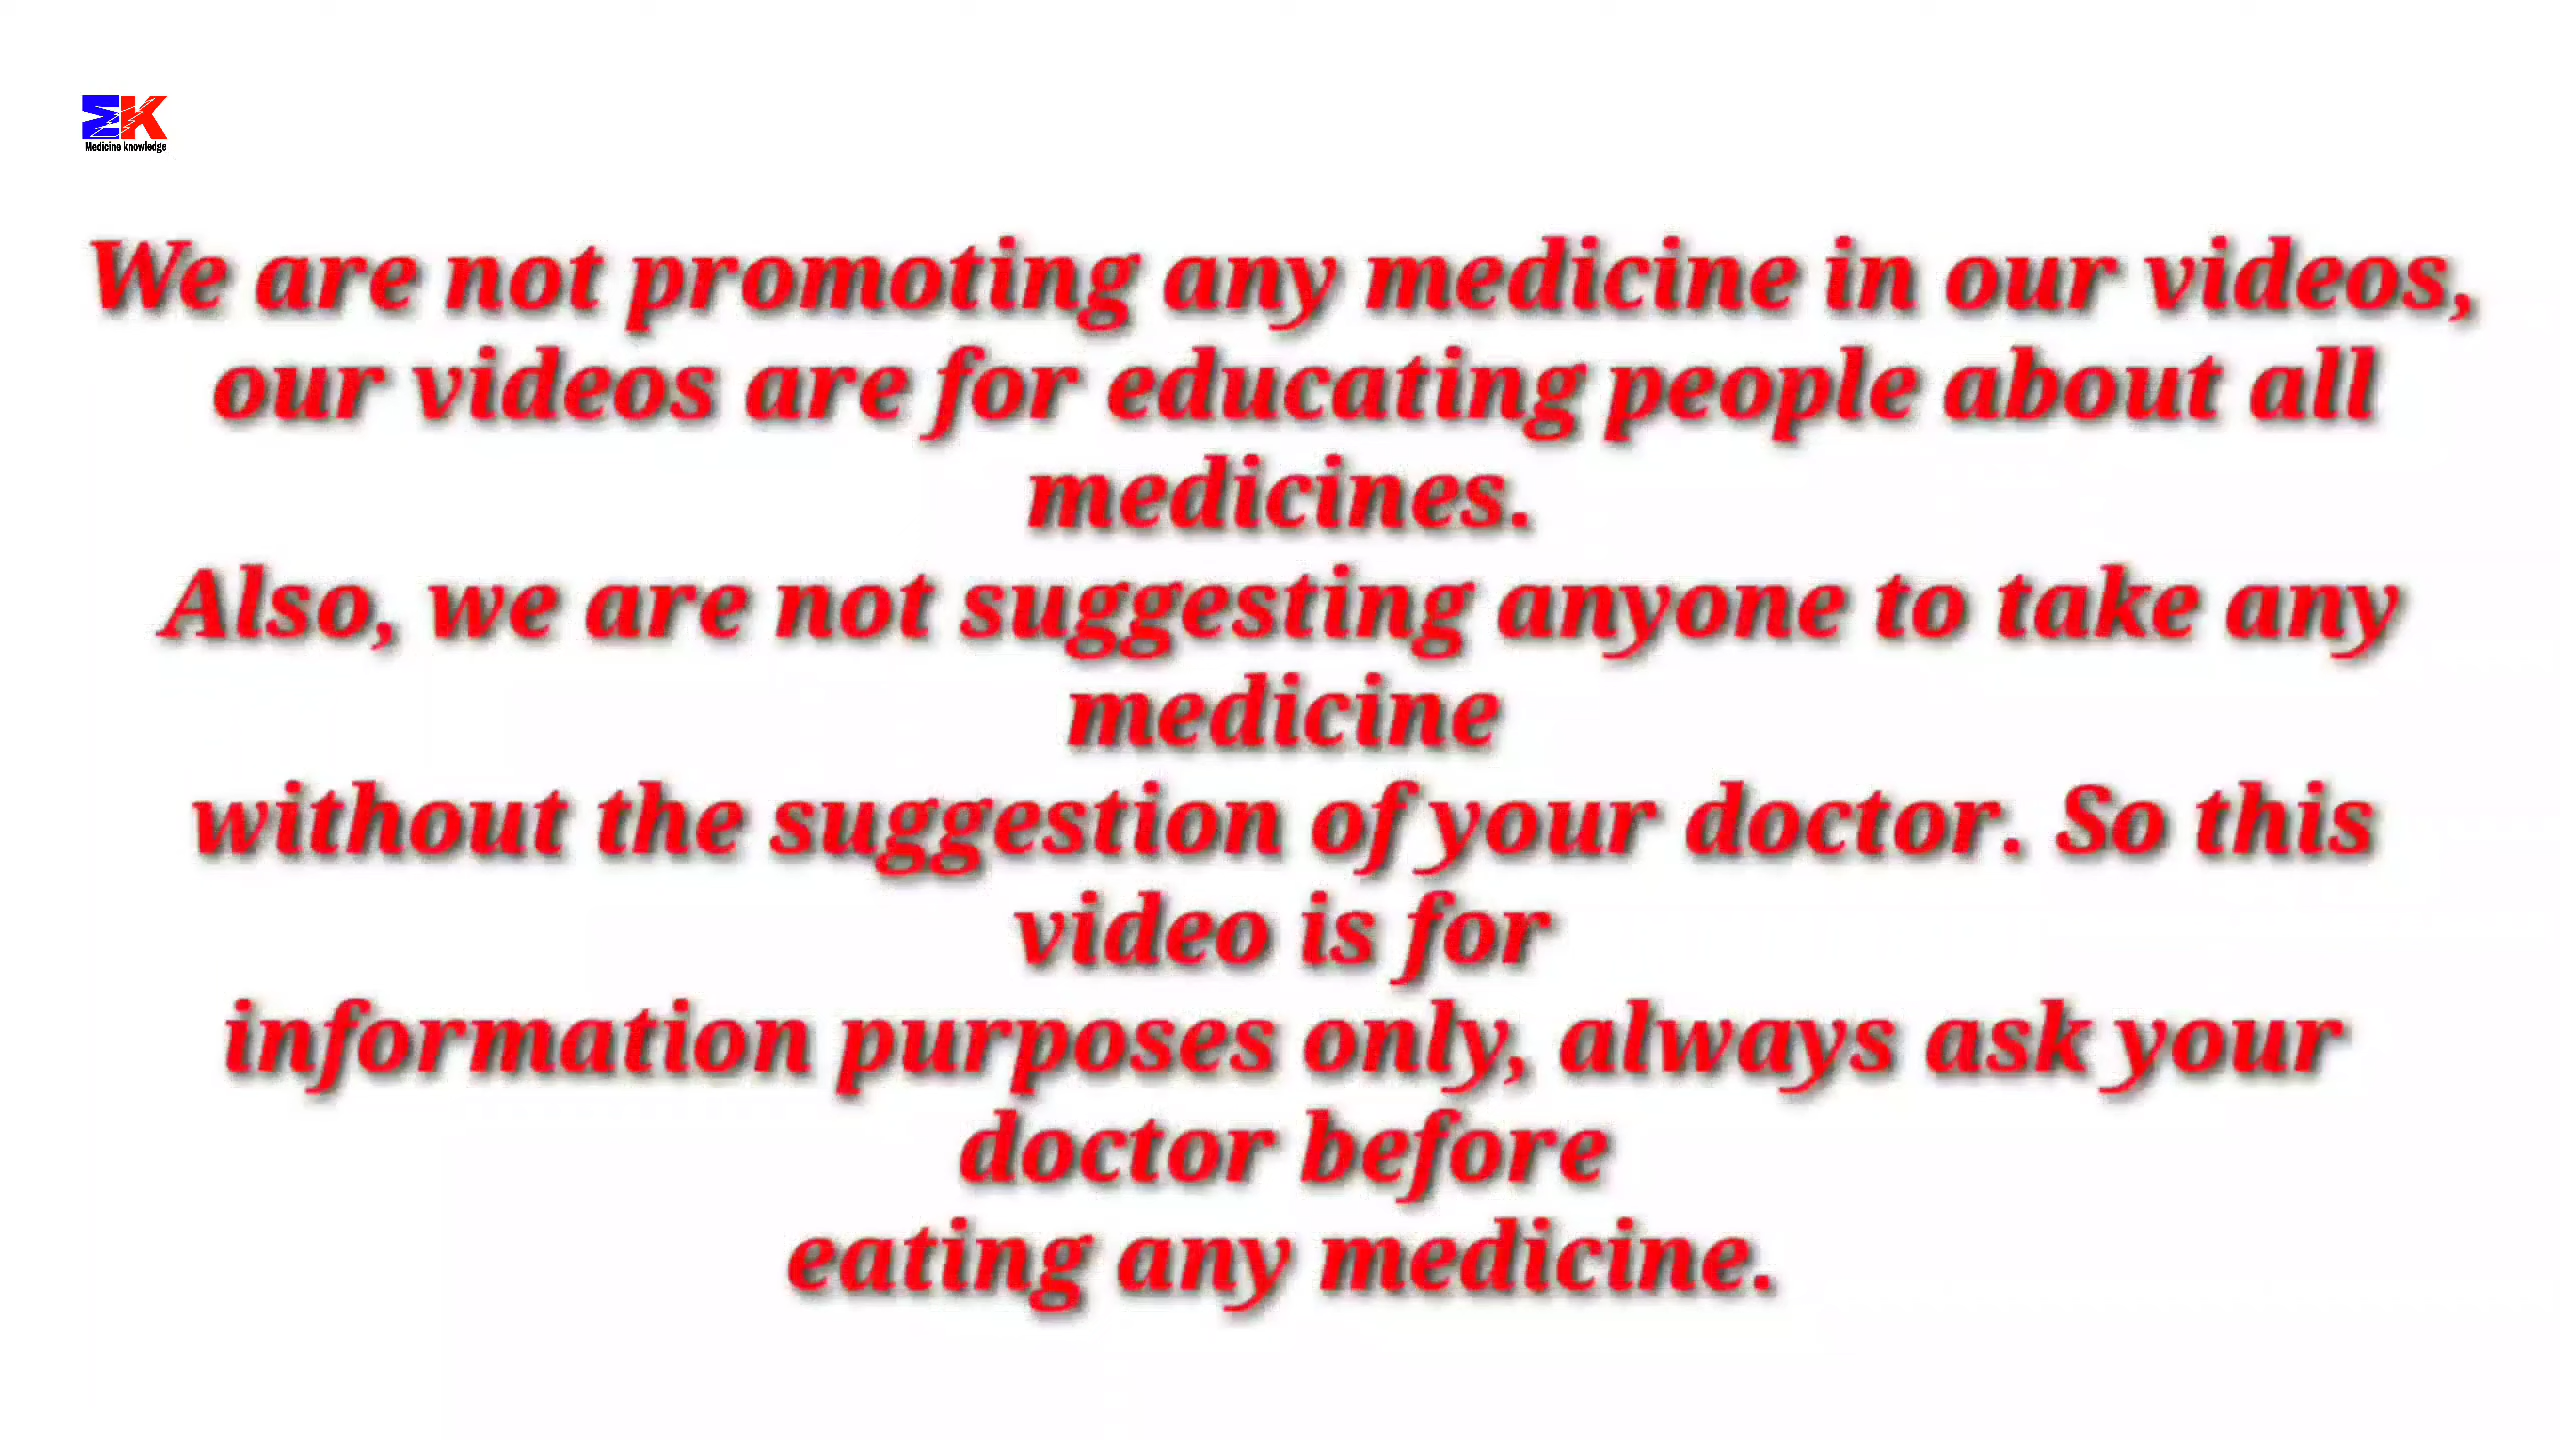 MK
Medicine knowledge
We are not promoting any medicine in our videos,
our videos are for educating people about all
medicines.
Also, we are not suggesting anyone to take any
medicine
without the suggestion of your doctor. So this
video is for
information purposes only, always ask your
doctor before
eating any medicine.